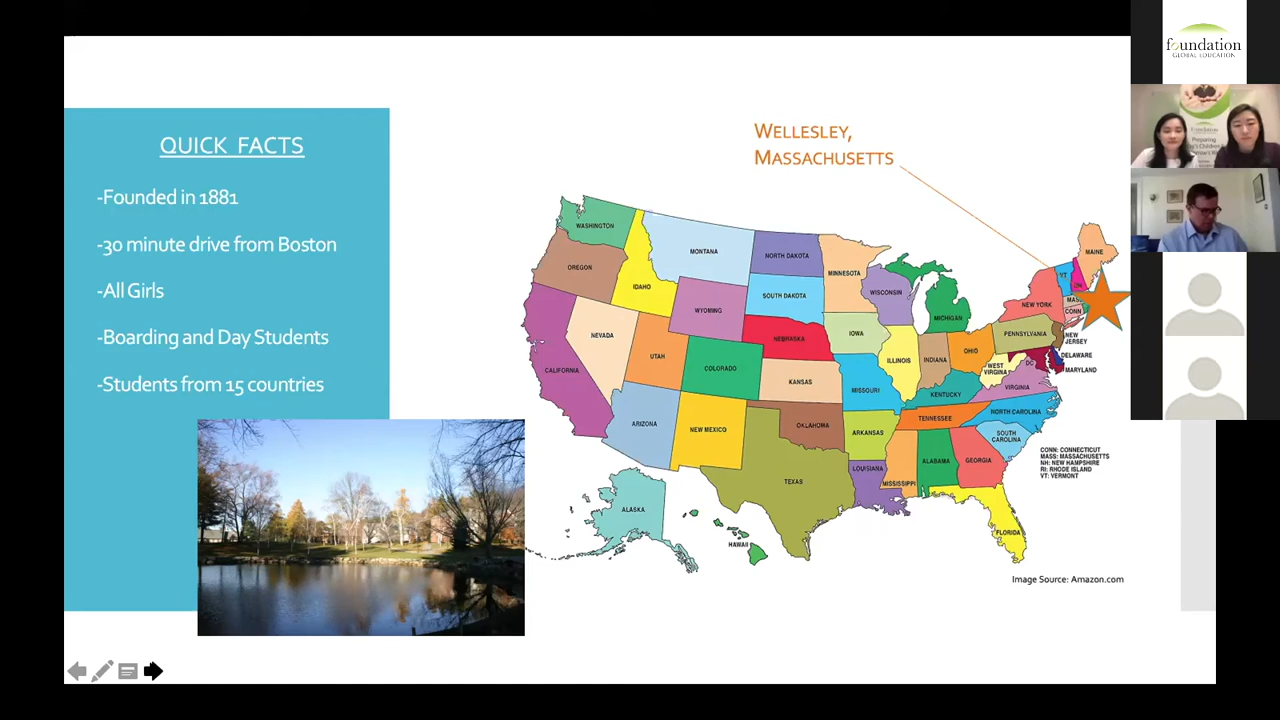 QUICK FACTS
-Founded in 1881
-30 minute drive from Boston
-All Girls
-Boarding and Day Students
-Students from 15 countries
WELLESLEY,
MASSACHUSETTS
WASHINGTON
OREGON
CALIFORNIA
IDAHO
NEVADA
MONTANA
WYOMING
UTAH
ARIZONA
COLORADO
NEW MEXICO
NORTH DAKOTA
SOUTH DAKOTA
NEBRASKA
KANSAS
OKLAHOMA
TEXAS
MINNESOTA
IOWA
MISSOURI
ARKANSAS
LOUISIANA
WISCONSIN
ILLINOIS
MICHIGAN
INDIANA
OHIO
KENTUCKY
TENNESSEE
MISSISSIPPI
ALABAMA
GEORGIA
FLORIDA
SOUTH
CAROLINA
NORTH CAROLINA
VIRGINIA
WEST
VIRGINIA
DC
PENNSYLVANIA
NEW YORK
VT
MAINE
CONN
NEW
JERSEY
DELAWARE
MARYLAND
ALASKA
HAWAII
CONN: CONNECTICUT
MASS: MASSACHUSETTS
NH: NEW HAMPSHIRE
RI: RHODE ISLAND
VT: VERMONT
Image Source: Amazon.com
foundation
GLOBAL EDUCATION